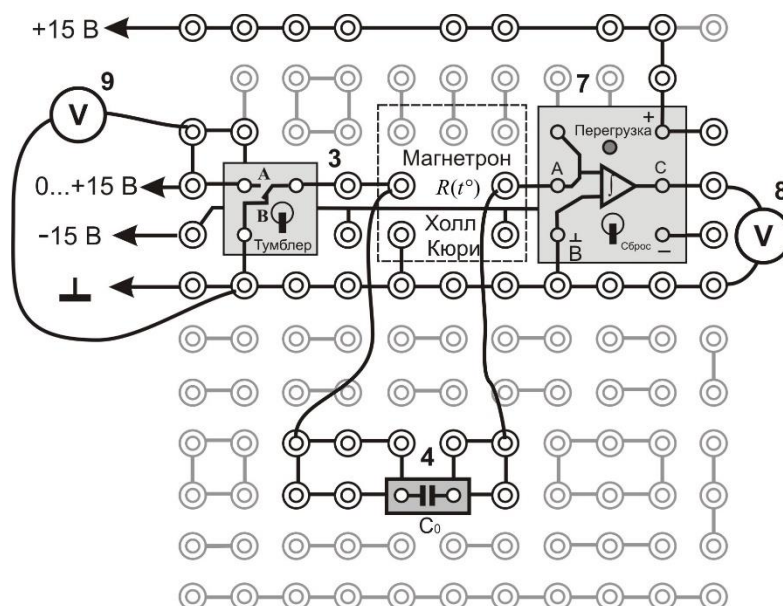 +15 В
9
V
7
+
Перегрузка
3
Магнетрон
A
A
C
8
0...+15 В
R(t°)
∫
V
B
-15 В
Холл
Тумблер
Кюри
B
Сброс
−
4
C₀